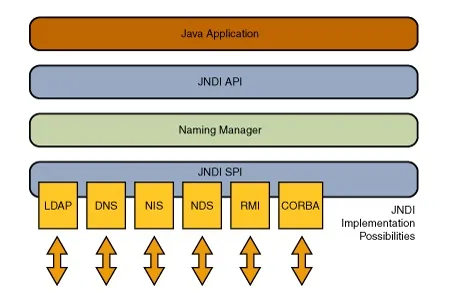 Java Application
JNDI API
Naming Manager
JNDI SPI
LDAP
DNS
NIS
NDS
RMI
CORBA
JNDI
Implementation
Possibilities